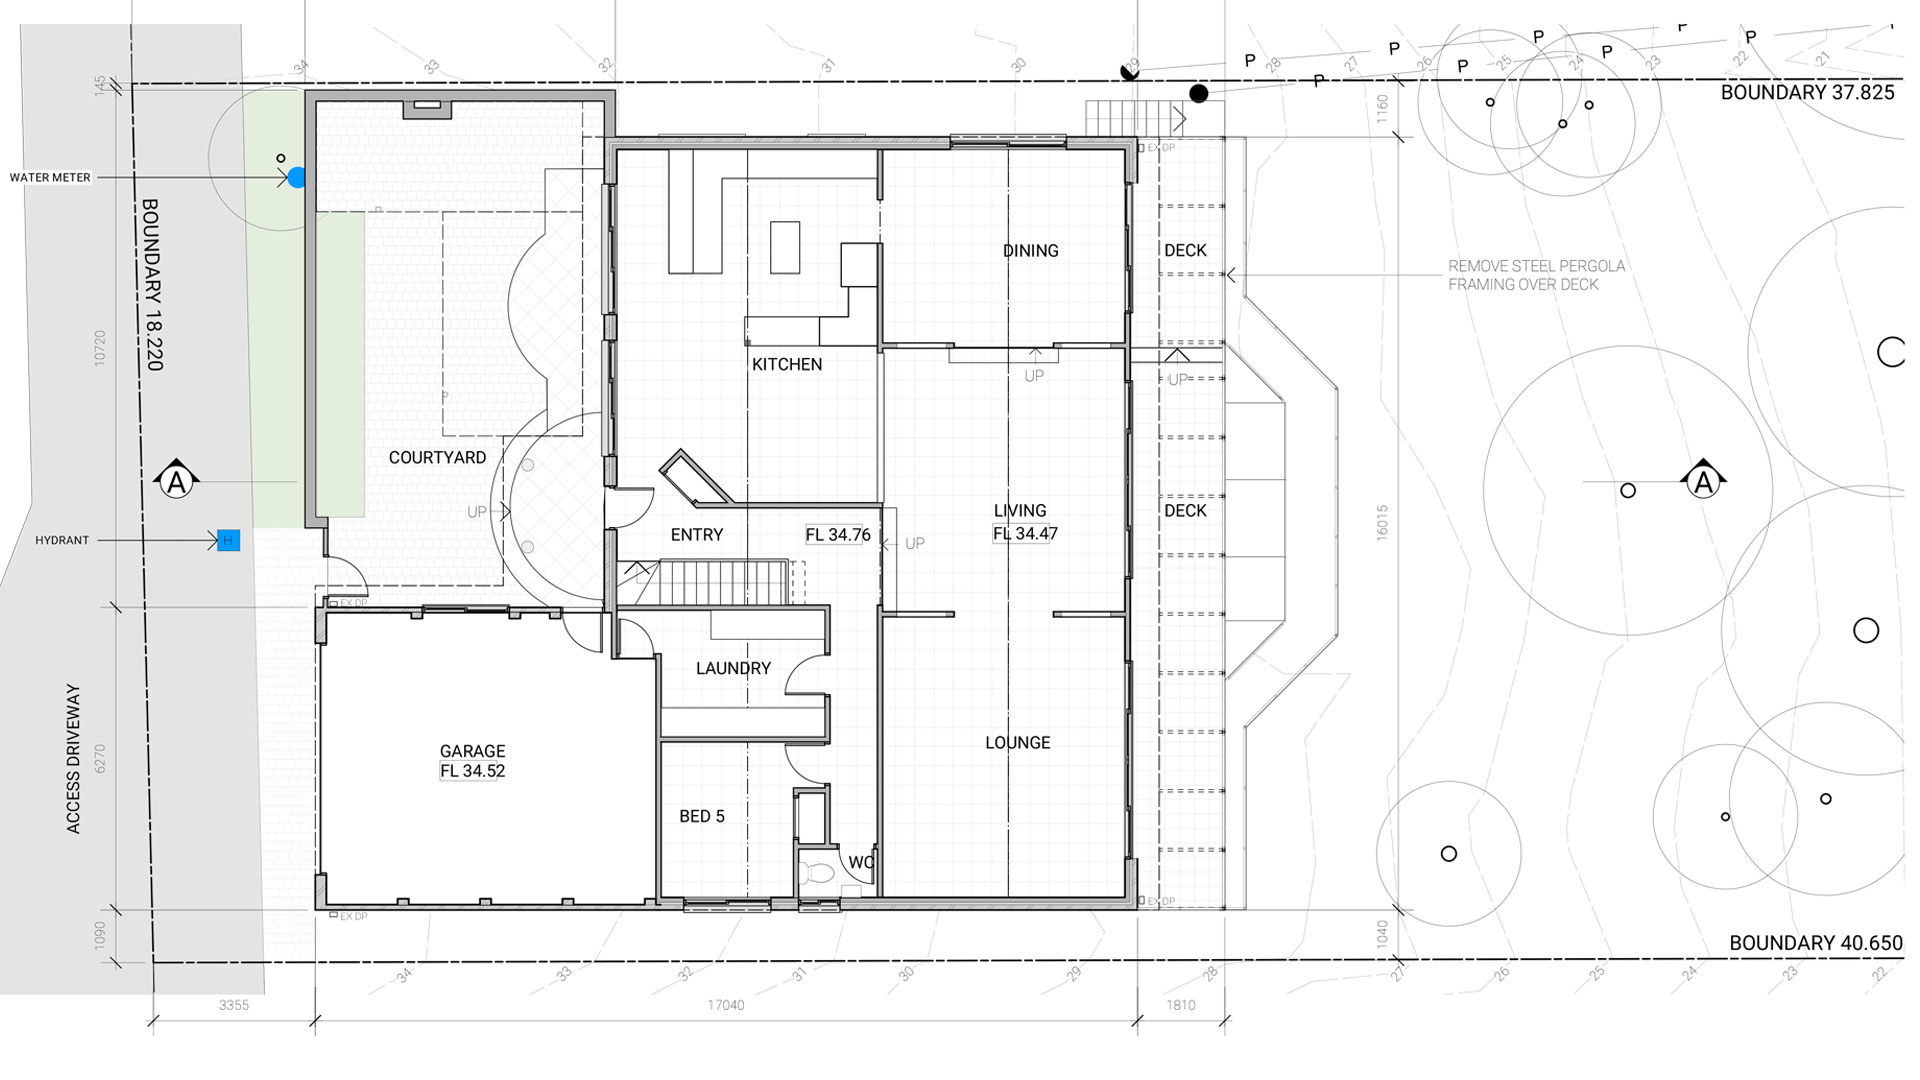 34
33
32
31
30
29
28
27
26
25
24
23
22
21
P
P
P
P
P
P
P
P
145
BOUNDARY 37.825
1160
EX DP
WATER METER
BOUNDARY 18.220
DINING
DECK
REMOVE STEEL PERGOLA
FRAMING OVER DECK
10720
KITCHEN
UP
UP
COURTYARD
A
A
UP
LIVING
DECK
FL 34.47
16015
HYDRANT
H
ENTRY
FL 34.76
UP
EX DP
LAUNDRY
ACCESS DRIVEWAY
6270
GARAGE
FL 34.52
LOUNGE
BED 5
WC
EX DP
EX DP
1090
1040
BOUNDARY 40.650
34
33
32
31
30
29
28
27
26
25
24
23
22
3355
17040
1810